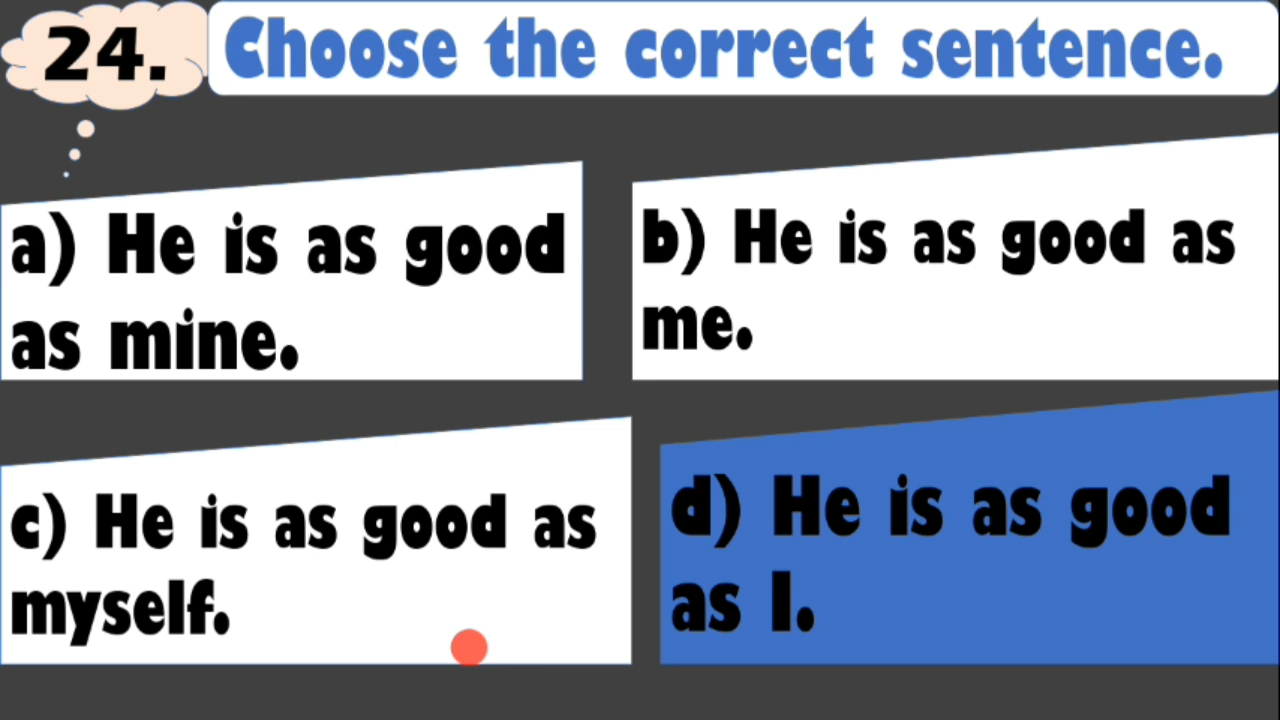 24.
Choose the correct sentence.
a) He is as good
as mine.
b) He is as good as
me.
c) He is as good as
myself.
d) He is as good
as I.